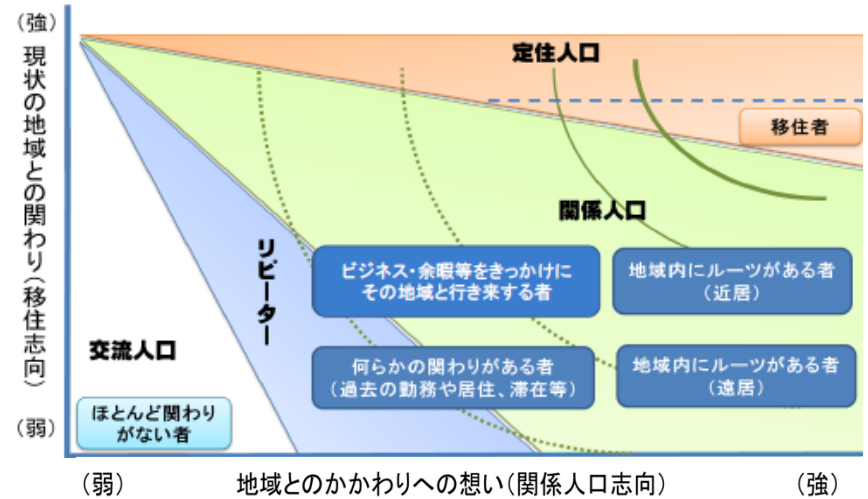 （強）
現状の地域との関わり（移住志向）
（弱）
定住人口
移住者
関係人口
リピーター
ビジネス・余暇等をきっかけに
その地域と行き来する者
地域内にルーツがある者
（近居）
何らかの関わりがある者
（過去の勤務や居住、滞在等）
地域内にルーツがある者
（遠居）
交流人口
ほとんど関わり
がない者
（弱）
地域とのかかわりへの想い（関係人口志向）
（強）